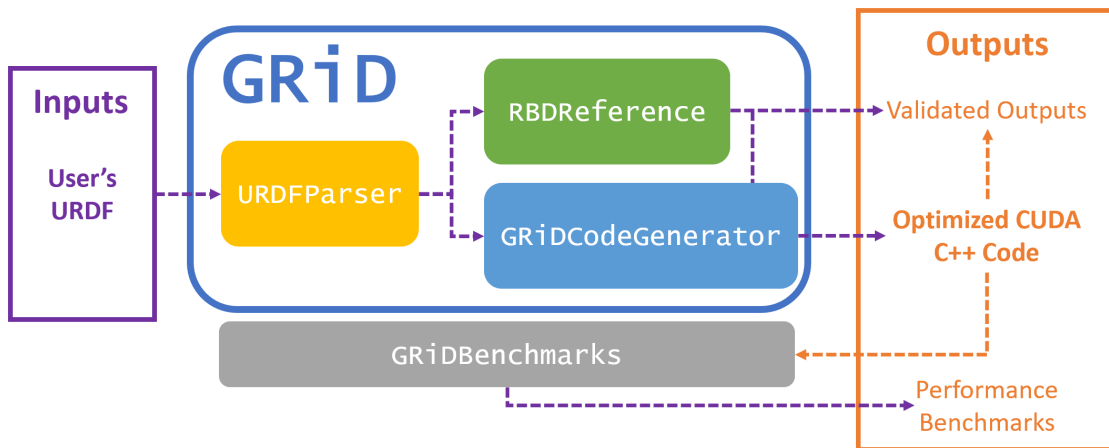 Inputs
User's
URDF
GRiD
URDFParser
RBDReference
GRiDCodeGenerator
GRiDBenchmarks
Outputs
Validated Outputs
Optimized CUDA
C++ Code
Performance
Benchmarks